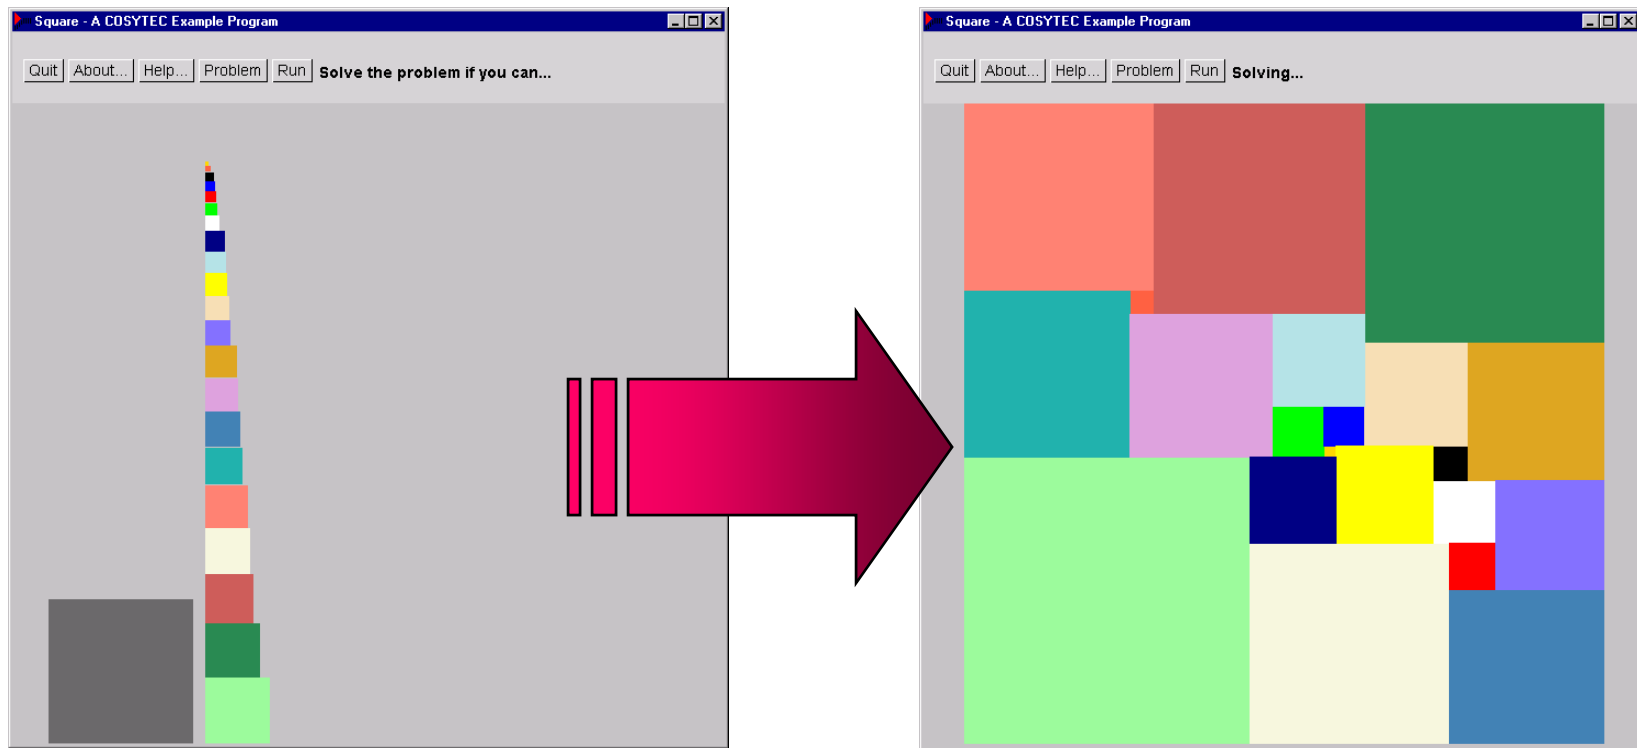 Square - A COSYTEC Example Program
Quit About... Help... Problem Run Solve the problem if you can...
Square - A COSYTEC Example Program
Quit About... Help... Problem Run Solving...